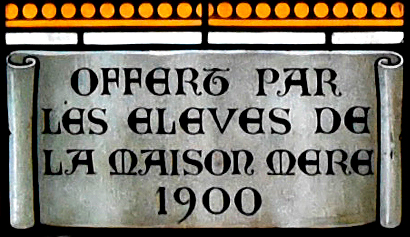 OFFERT PAR
LES ELEVES DE
LA MAISON MERE
1900